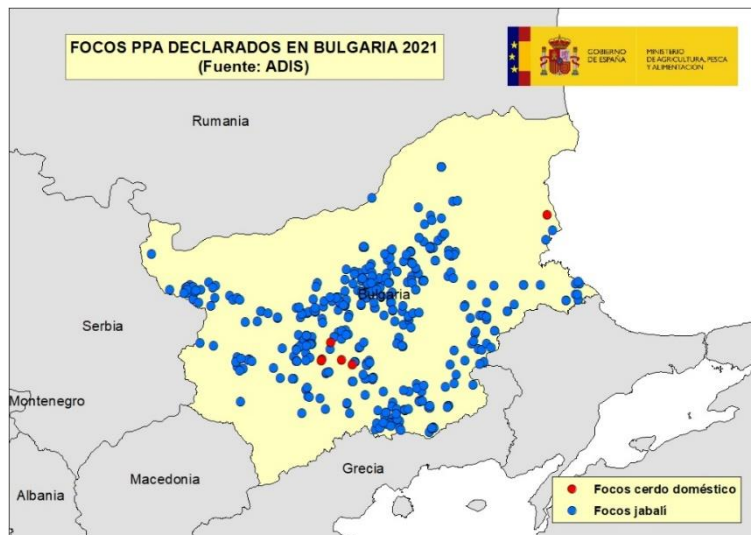 FOCOS PPA DECLARADOS EN BULGARIA 2021
(Fuente: ADIS)
GOBIERNO
DE ESPAÑA
MINISTERIO
DE AGRICULTURA, PESCA
Y ALIMENTACIÓN
Rumania
Bulgaria
Serbia
Montenegro
Macedonia
Grecia
Albania
Focos cerdo doméstico
Focos jabalí